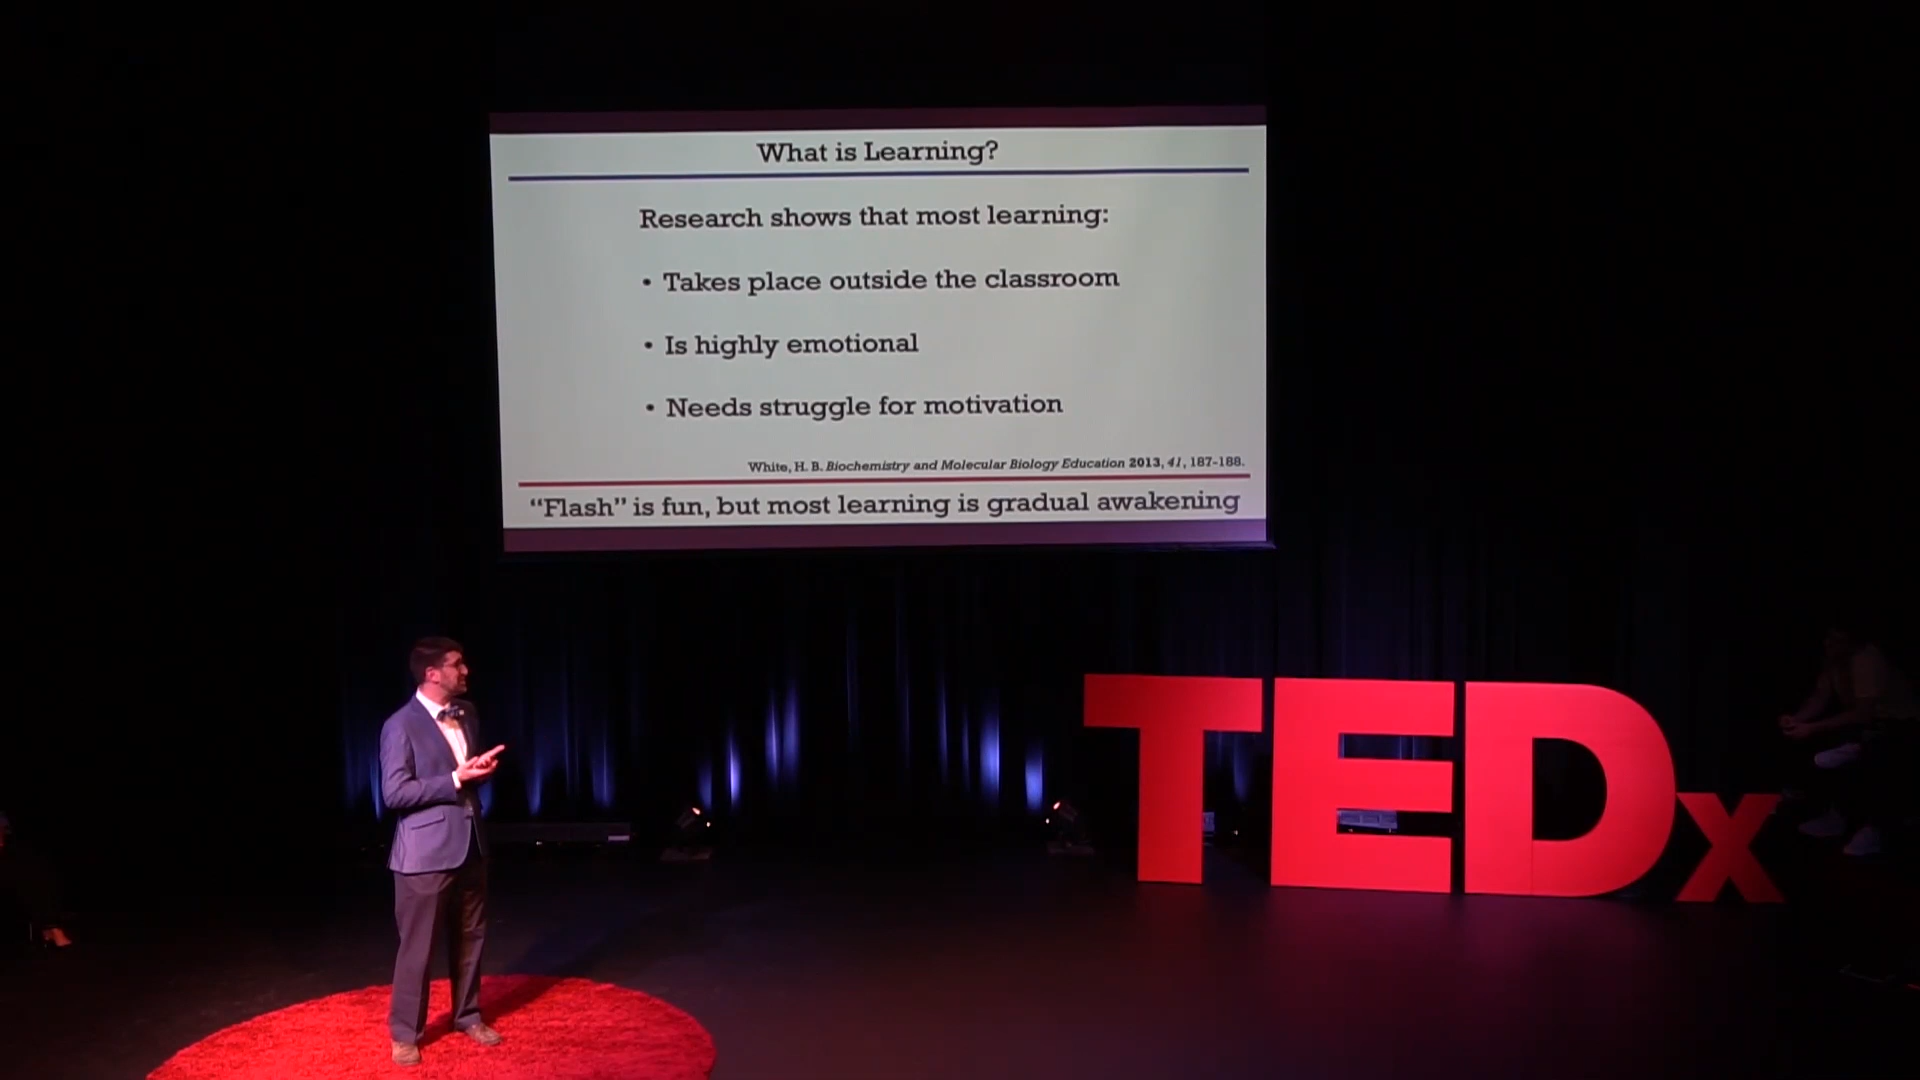 What is Learning?
Research shows that most learning:
• Takes place outside the classroom
• Is highly emotional
• Needs struggle for motivation
White, H. B. Biochemistry and Molecular Biology Education 2013, 41, 187-188.
“Flash” is fun, but most learning is gradual awakening
TEDx